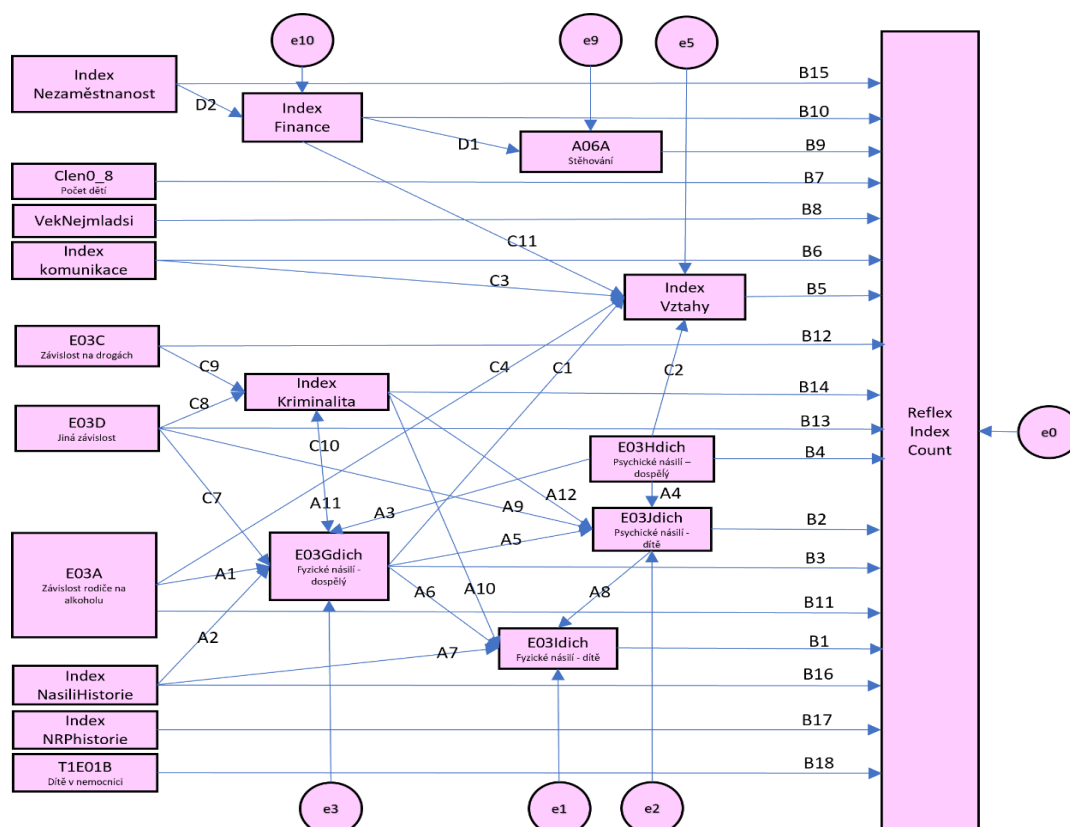 e10
e9
e5
Index
Nezaměstnanost
B15
D2
Index
Finance
B10
D1
A06A
Stěhování
B9
Clen0_8
Počet dětí
B7
VekNejmladsi
B8
Index
komunikace
C11
B6
C3
Index
Vztahy
B5
E03C
Závislost na drogách
B12
C9
C4
C1
C2
Index
Kriminalita
B14
C8
E03D
Jiná závislost
B13
Reflex
Index
Count
e0
C10
E03Hdich
Psychické násilí –
dospělý
B4
C7
A11
A3
A9
A12
A4
E03Jdich
Psychické násilí -
dítě
B2
E03A
Závislost rodiče na
alkoholu
A1
E03Gdich
Fyzické násilí -
dospělý
A5
B3
A6
A10
A8
B11
A2
E03Idich
Fyzické násilí - dítě
B1
A7
Index
NasiliHistorie
B16
Index
NRPhistorie
B17
T1E01B
Dítě v nemocnici
B18
e3
e1
e2